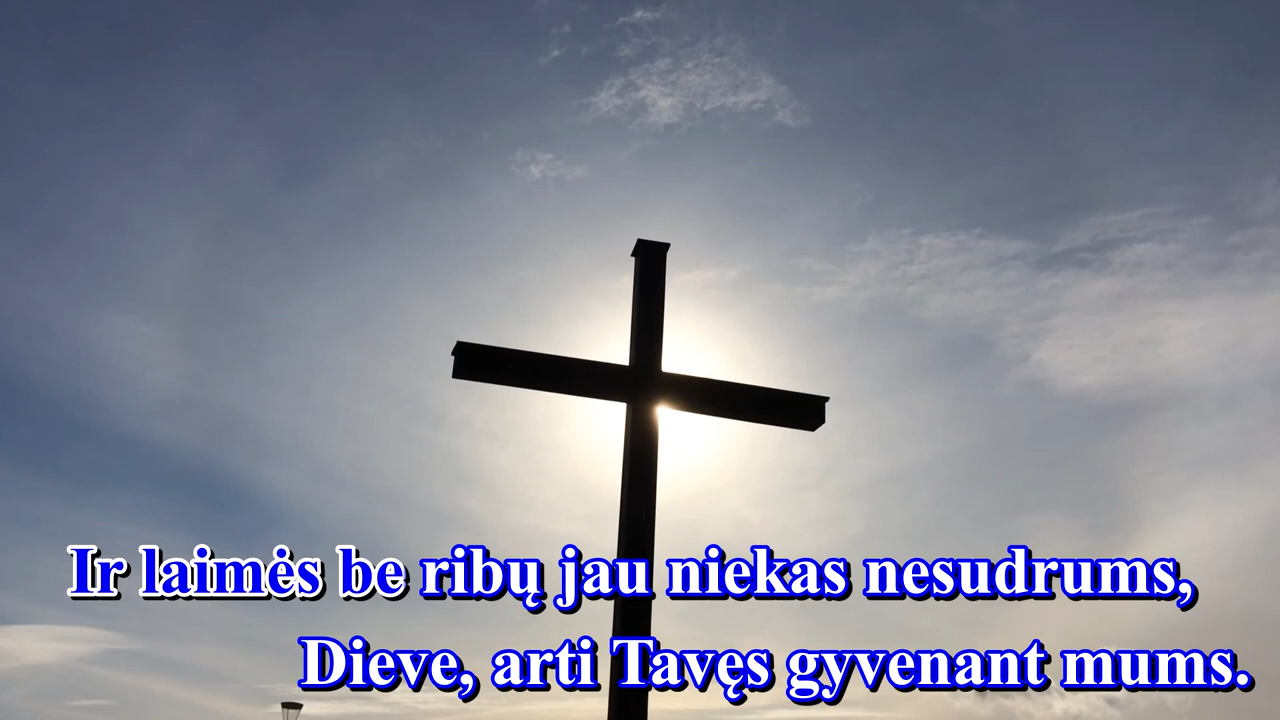 Ir laimės be ribų jau niekas nesudrums,
Dieve, arti Tavęs gyvenant mums.